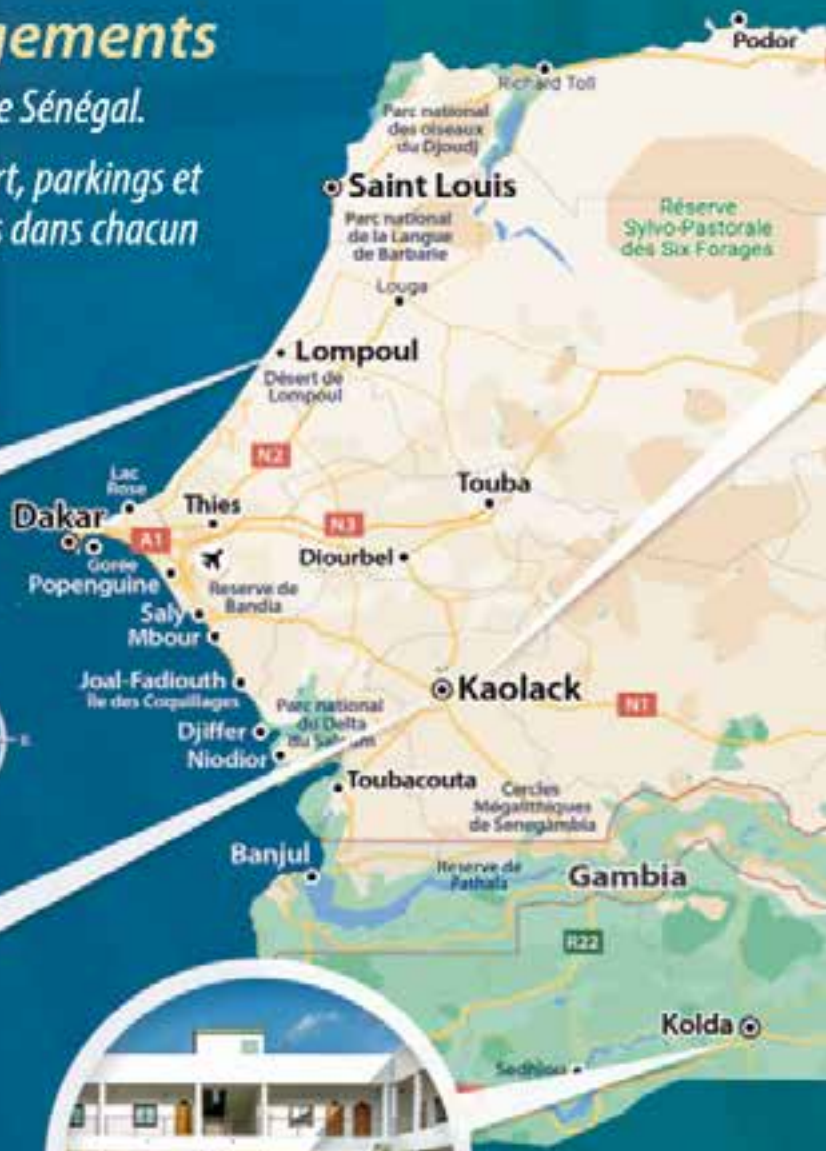 gements
e Sénégal.
rt, parkings et
s dans chacun
Podor
Richard Toll
Parc national
des oiseaux
du Djoudj
Saint Louis
Parc national
de la Langue
de Barbarie
Réserve
Sylvo-Pastorale
des Six Forages
Louga
Lompoul
Désert de
Lompoul
N2
Lac
Rose
Touba
Dakar
Thies
N3
A1
Diourbel
Gorée
Popenguine
Reserve de
Bandia
Saly
Mbour
Joal-Fadiouth
Île des Coquillages
Kaolack
N1
Parc national
du Delta
du Saloum
Djiffer
E
Niodior
Toubacouta
Cercles
Mégalithiques
de Senegambia
Banjul
Reserve de
Fathala
Gambia
R22
Kolda
Sedhiou